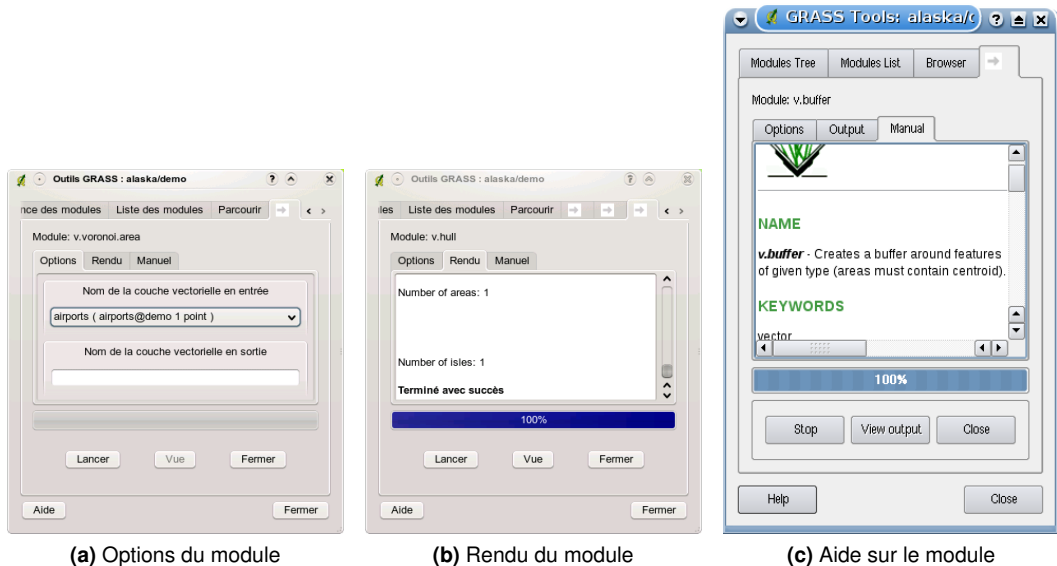 Outils GRASS : alaska/demo
nce des modules Liste des modules Parcourir
Module: v.voronoi.area
Options Rendu Manuel
Nom de la couche vectorielle en entrée
airports ( airports@demo 1 point )
Nom de la couche vectorielle en sortie
Lancer Vue Fermer
Aide Fermer
(a) Options du module
Outils GRASS : alaska/demo
les Liste des modules Parcourir
Module: v.hull
Options Rendu Manuel
Number of areas: 1
Number of isles: 1
Terminé avec succès
100%
Lancer Vue Fermer
Aide Fermer
(b) Rendu du module
GRASS Tools: alaska/d
Modules Tree Modules List Browser
Module: v.buffer
Options Output Manual
NAME
v.buffer - Creates a buffer around features
of given type (areas must contain centroid).
KEYWORDS
vector
100%
Stop View output Close
Help Close
(c) Aide sur le module